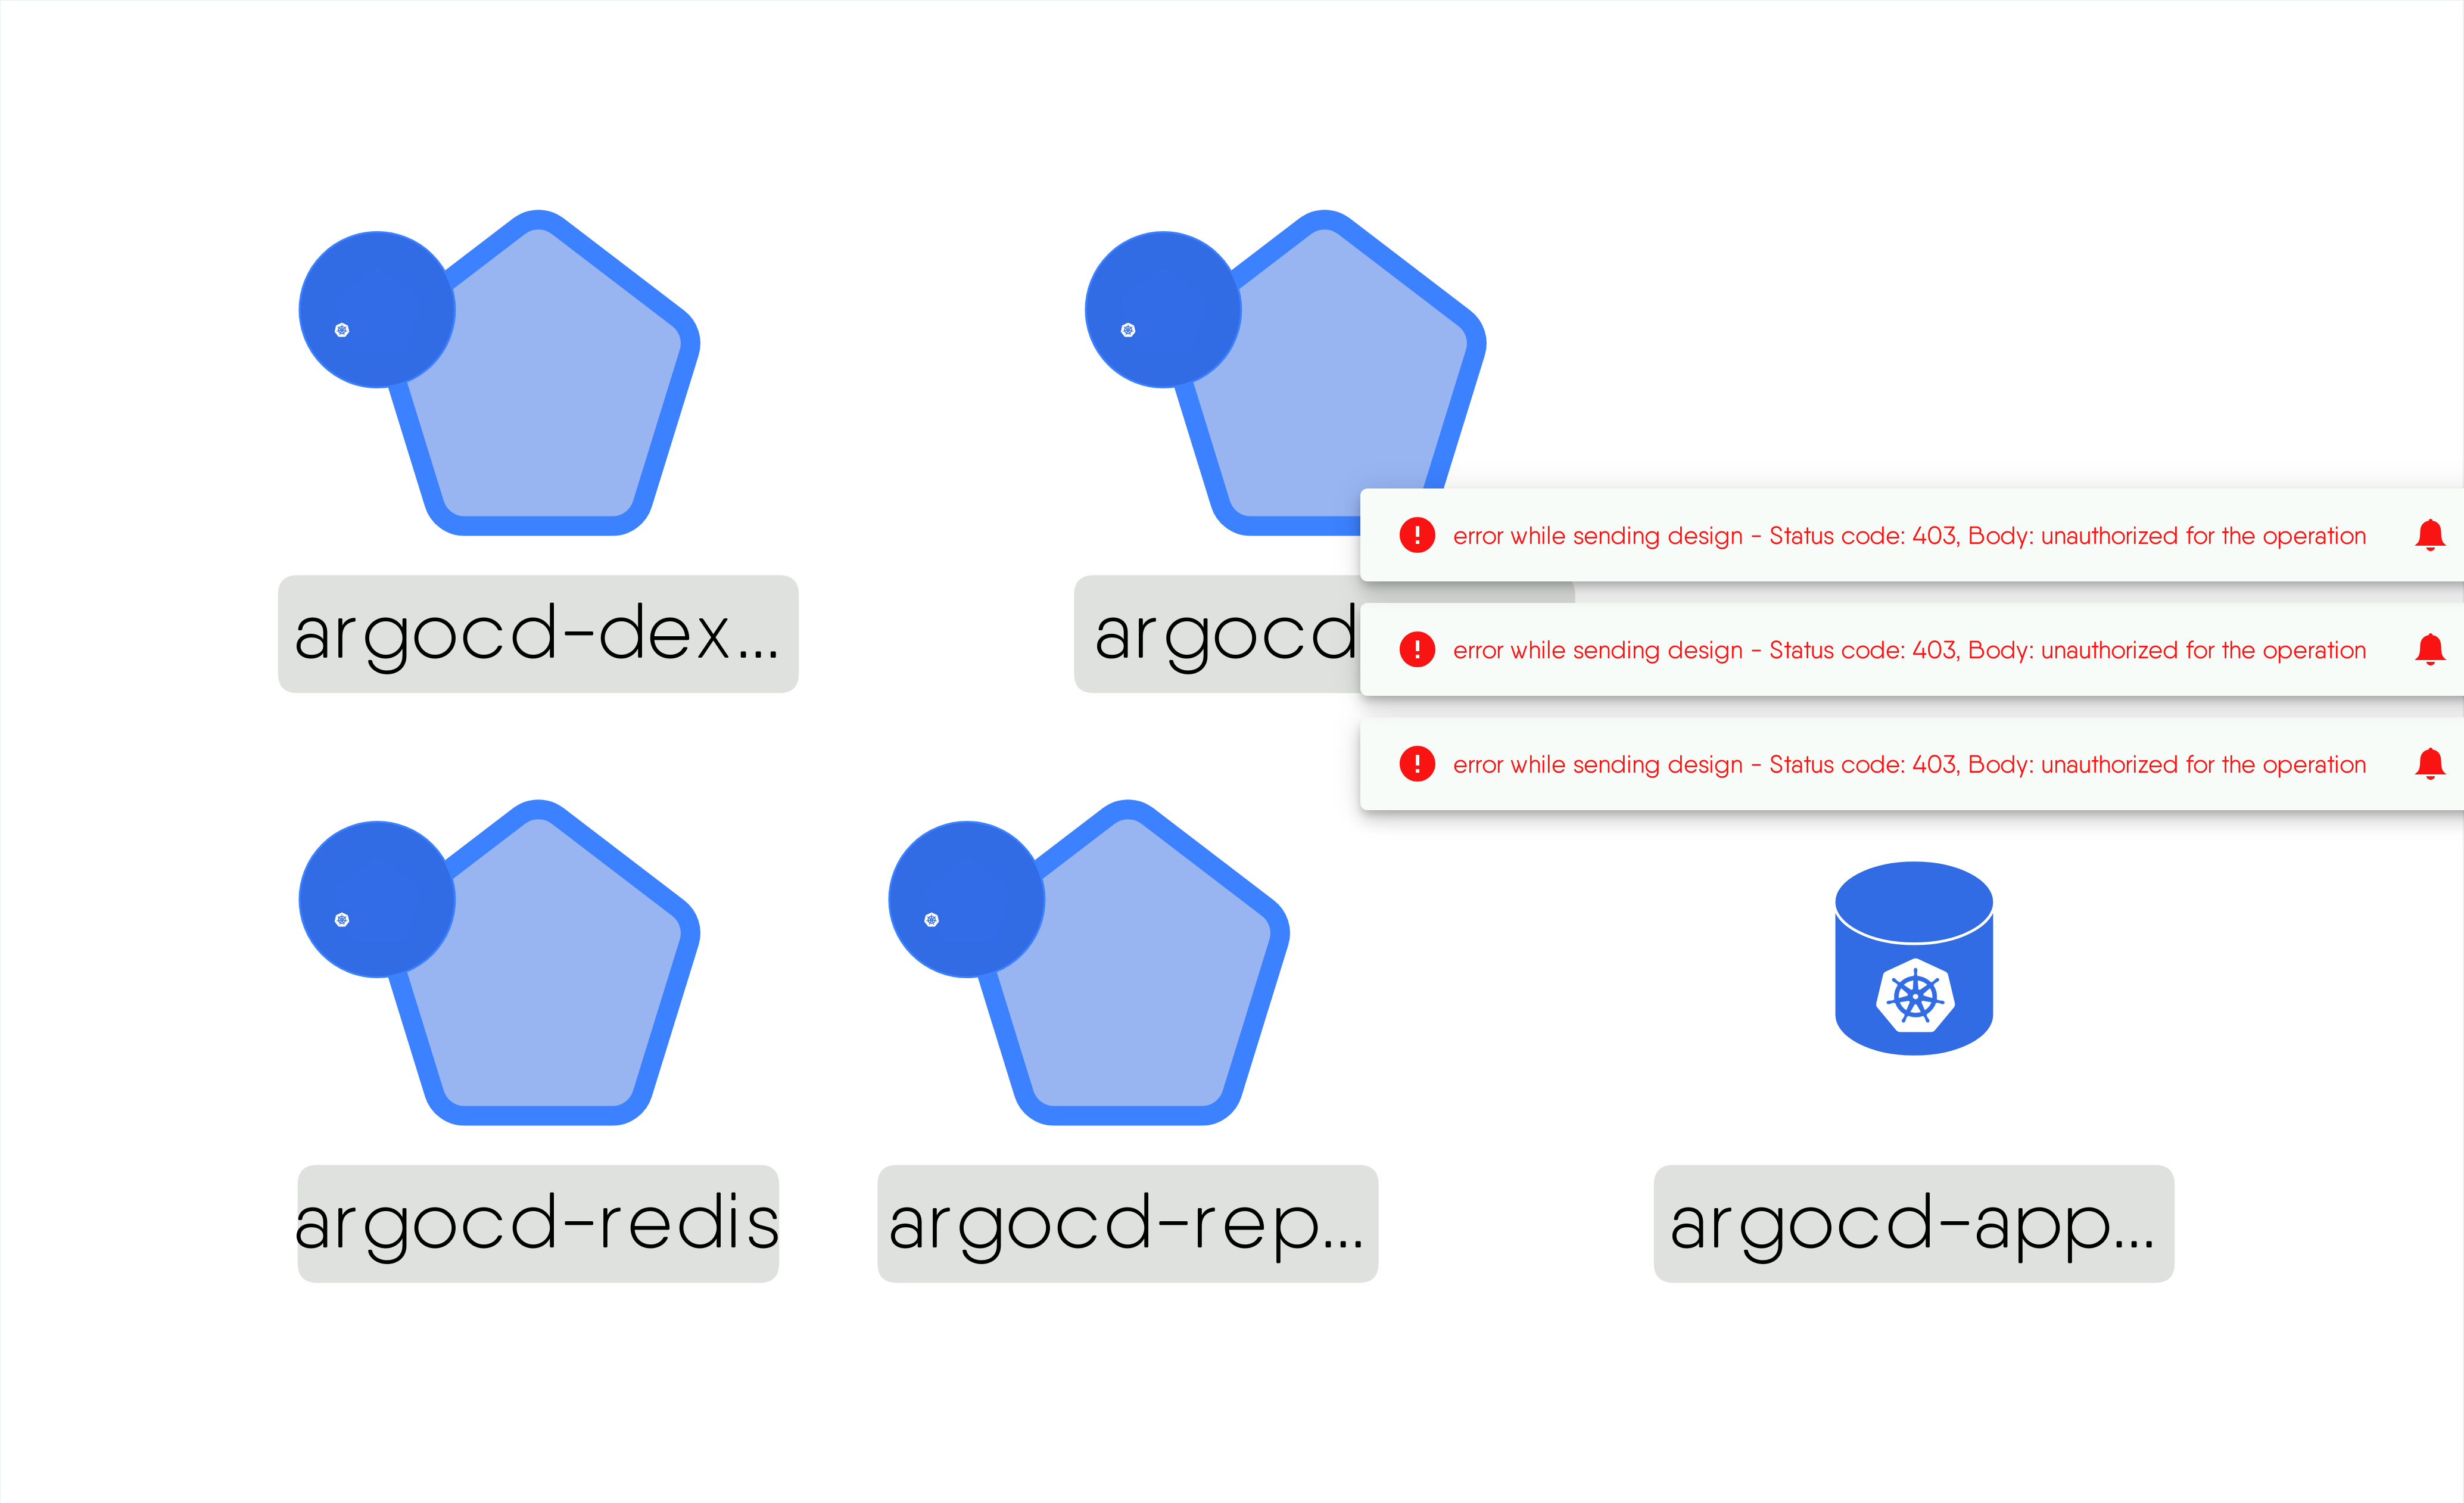 argocd-dex...
argocd
error while sending design - Status code: 403, Body: unauthorized for the operation
error while sending design - Status code: 403, Body: unauthorized for the operation
error while sending design - Status code: 403, Body: unauthorized for the operation
argocd-redis
argocd-rep...
argocd-app...